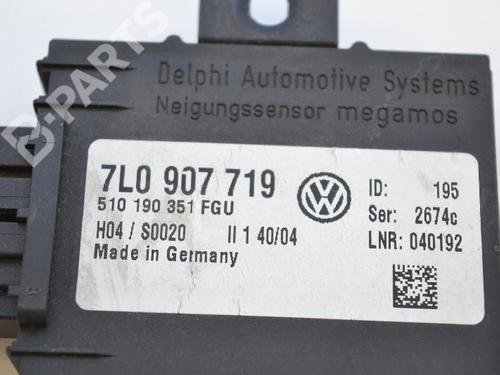 B-PARTS
Delphi Automotive Systems
Neigungssensor megamos
7L0 907 719
510 190 351 FGU
H04 / S0020 II 1 40/04
Made in Germany
ID: 195
Ser: 2674c
LNR: 040192